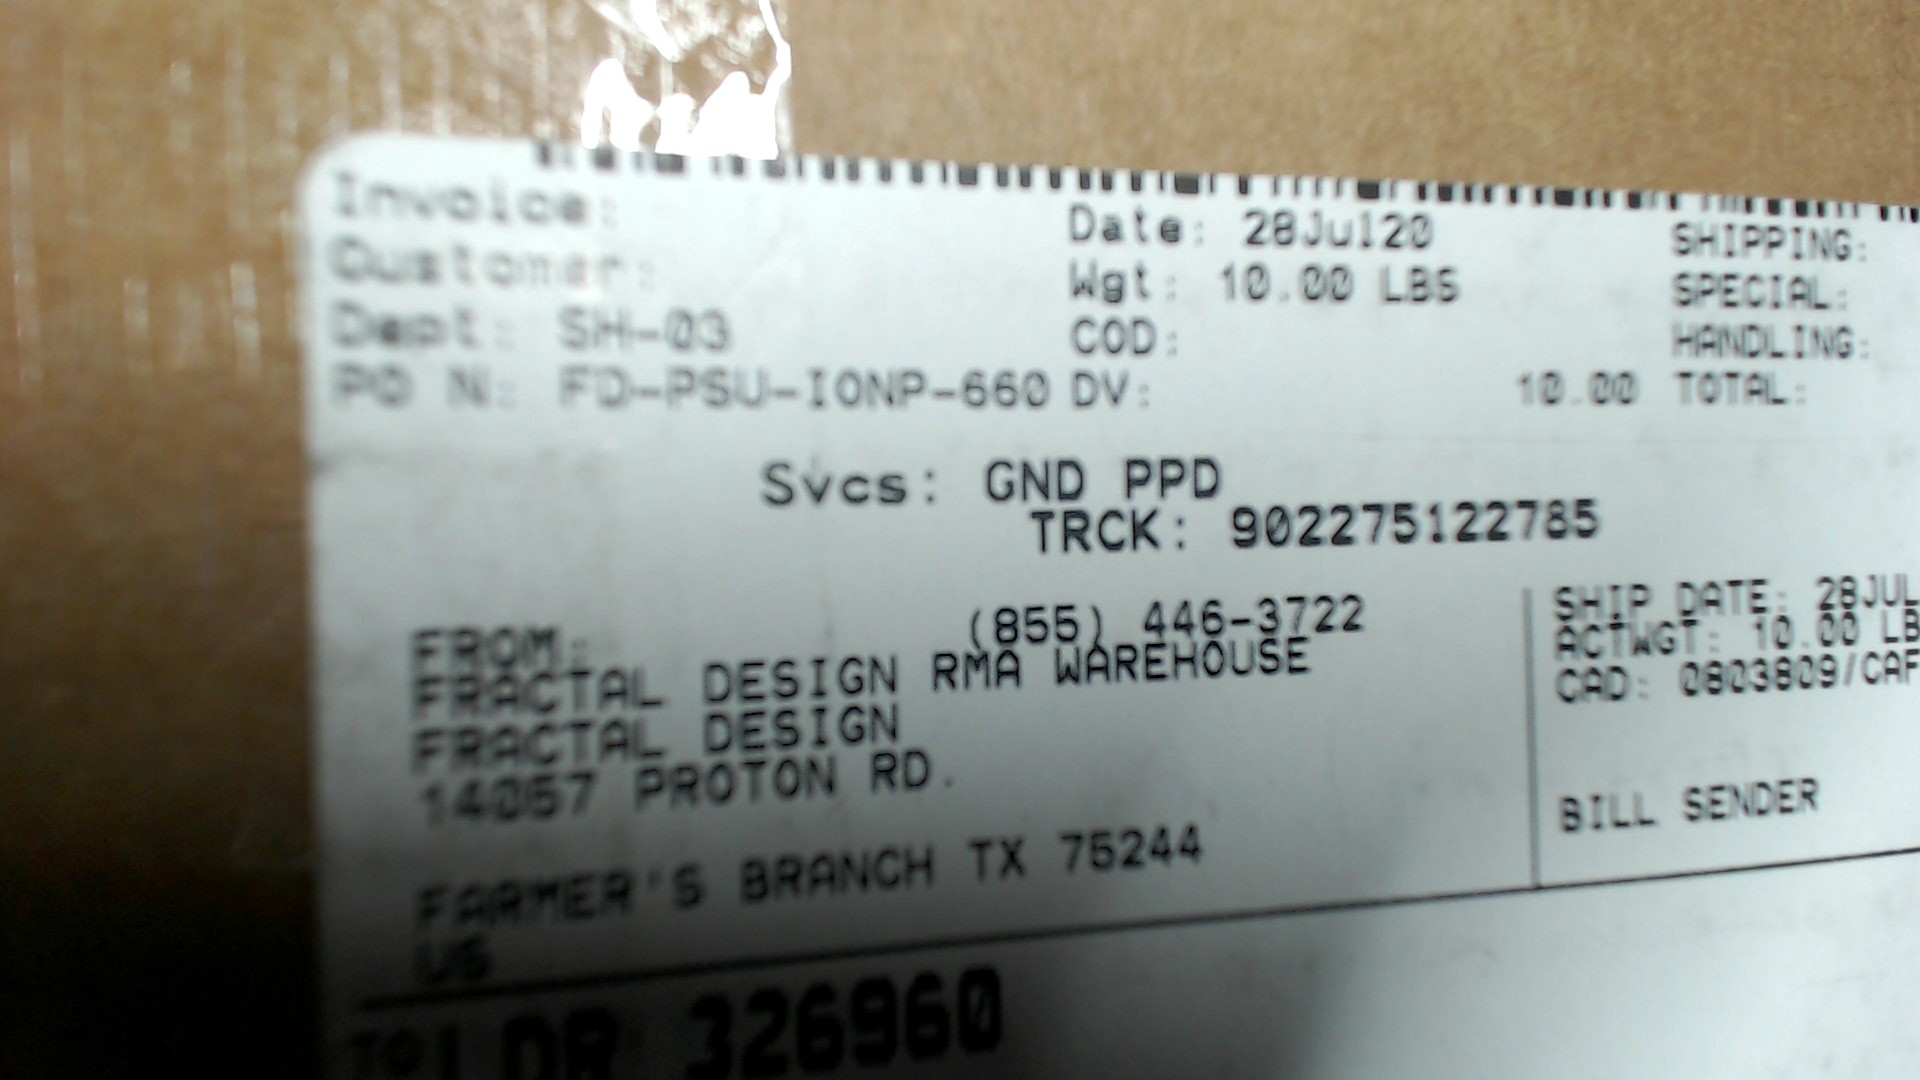 Invoice:
Customer:
Dept: SH-03
PO N: FD-PSU-IONP-660
Date: 28Jul20
Wgt: 10.00 LBS
COD:
DV: 10.00
SHIPPING:
SPECIAL:
HANDLING:
TOTAL:
Svcs: GND PPD
TRCK: 902275122785
FROM: (855) 446-3722
FRACTAL DESIGN RMA WAREHOUSE
FRACTAL DESIGN
14057 PROTON RD.
FARMER'S BRANCH TX 75244
US
SHIP DATE: 28JUL
ACTWGT: 10.00 LB
CAD: 0803809/CAF
BILL SENDER
TO LDR 326960